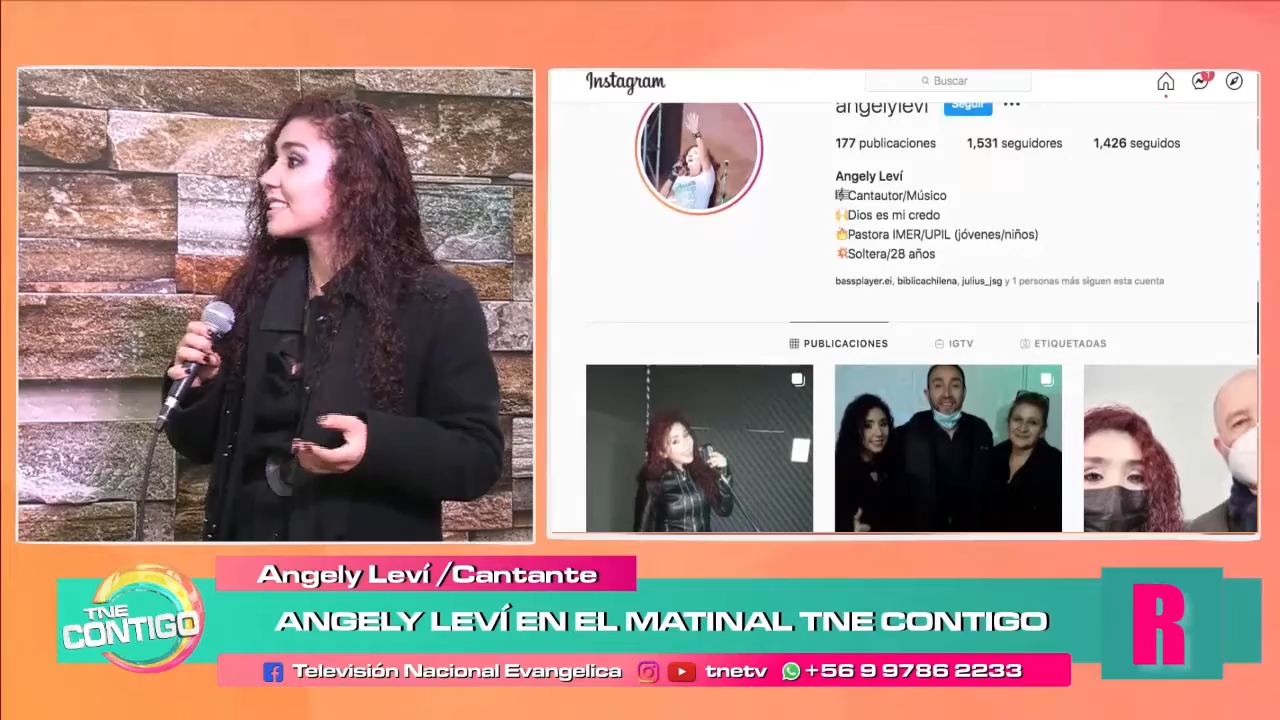 Instagram
Buscar
angelylevi
Seguir
177 publicaciones 1,531 seguidores 1,426 seguidos
Angely Leví
Cantautor/Músico
Dios es mi credo
Pastora IMER/UPIL (jóvenes/niños)
Soltera/28 años
bassplayer.ei, biblicachilena, julius_jsg y 1 personas más siguen esta cuenta
PUBLICACIONES IGTV ETIQUETADAS
Angely Leví /Cantante
TNE
CONTIGO
ANGELY LEVÍ EN EL MATINAL TNE CONTIGO
R
Televisión Nacional Evangelica tnetv +56 9 9786 2233